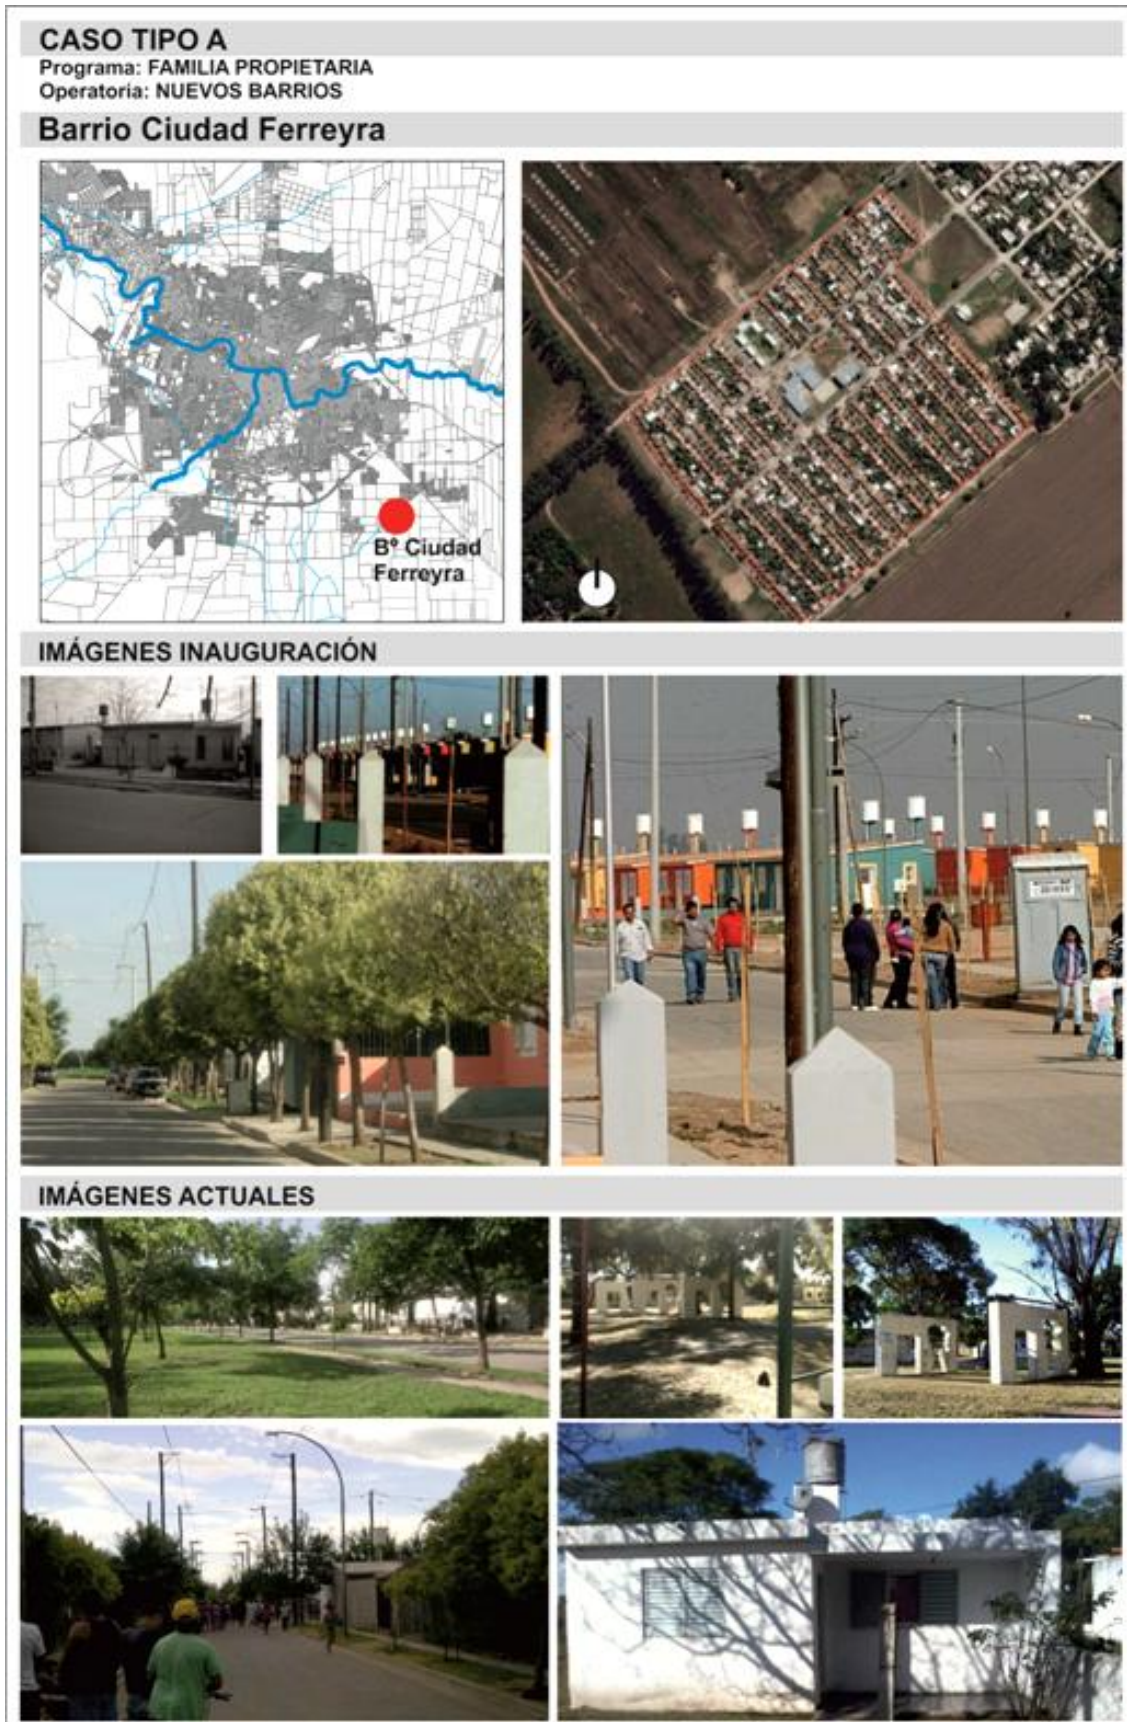 CASO TIPO A
Programa: FAMILIA PROPIETARIA
Operatoria: NUEVOS BARRIOS
Barrio Ciudad Ferreyra
Bº Ciudad
Ferreyra
IMÁGENES INAUGURACIÓN
IMÁGENES ACTUALES